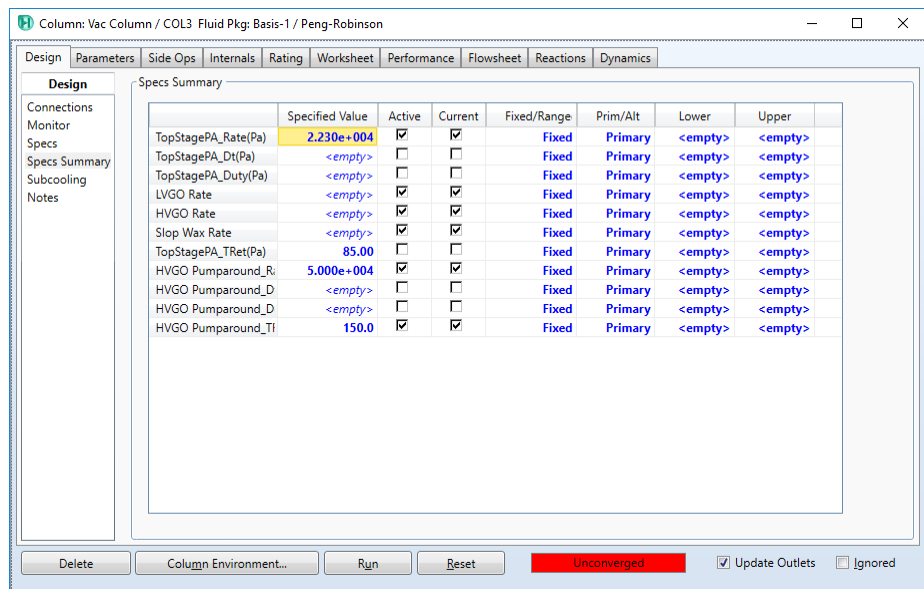 Column: Vac Column / COL3 Fluid Pkg: Basis-1 / Peng-Robinson
Design Parameters Side Ops Internals Rating Worksheet Performance Flowsheet Reactions Dynamics
Design
Connections
Monitor
Specs
Specs Summary
Subcooling
Notes
Specs Summary
Specified Value Active Current Fixed/Range Prim/Alt Lower Upper
TopStagePA_Rate(Pa) 2.230e+004 Fixed Primary <empty> <empty>
TopStagePA_Dt(Pa) <empty> Fixed Primary <empty> <empty>
TopStagePA_Duty(Pa) <empty> Fixed Primary <empty> <empty>
LVGO Rate <empty> Fixed Primary <empty> <empty>
HVGO Rate <empty> Fixed Primary <empty> <empty>
Slop Wax Rate <empty> Fixed Primary <empty> <empty>
TopStagePA_TRet(Pa) 85.00 Fixed Primary <empty> <empty>
HVGO Pumparound_Ra 5.000e+004 Fixed Primary <empty> <empty>
HVGO Pumparound_D <empty> Fixed Primary <empty> <empty>
HVGO Pumparound_D <empty> Fixed Primary <empty> <empty>
HVGO Pumparound_TF 150.0 Fixed Primary <empty> <empty>
Delete Column Environment... Run Reset Unconverged Update Outlets Ignored